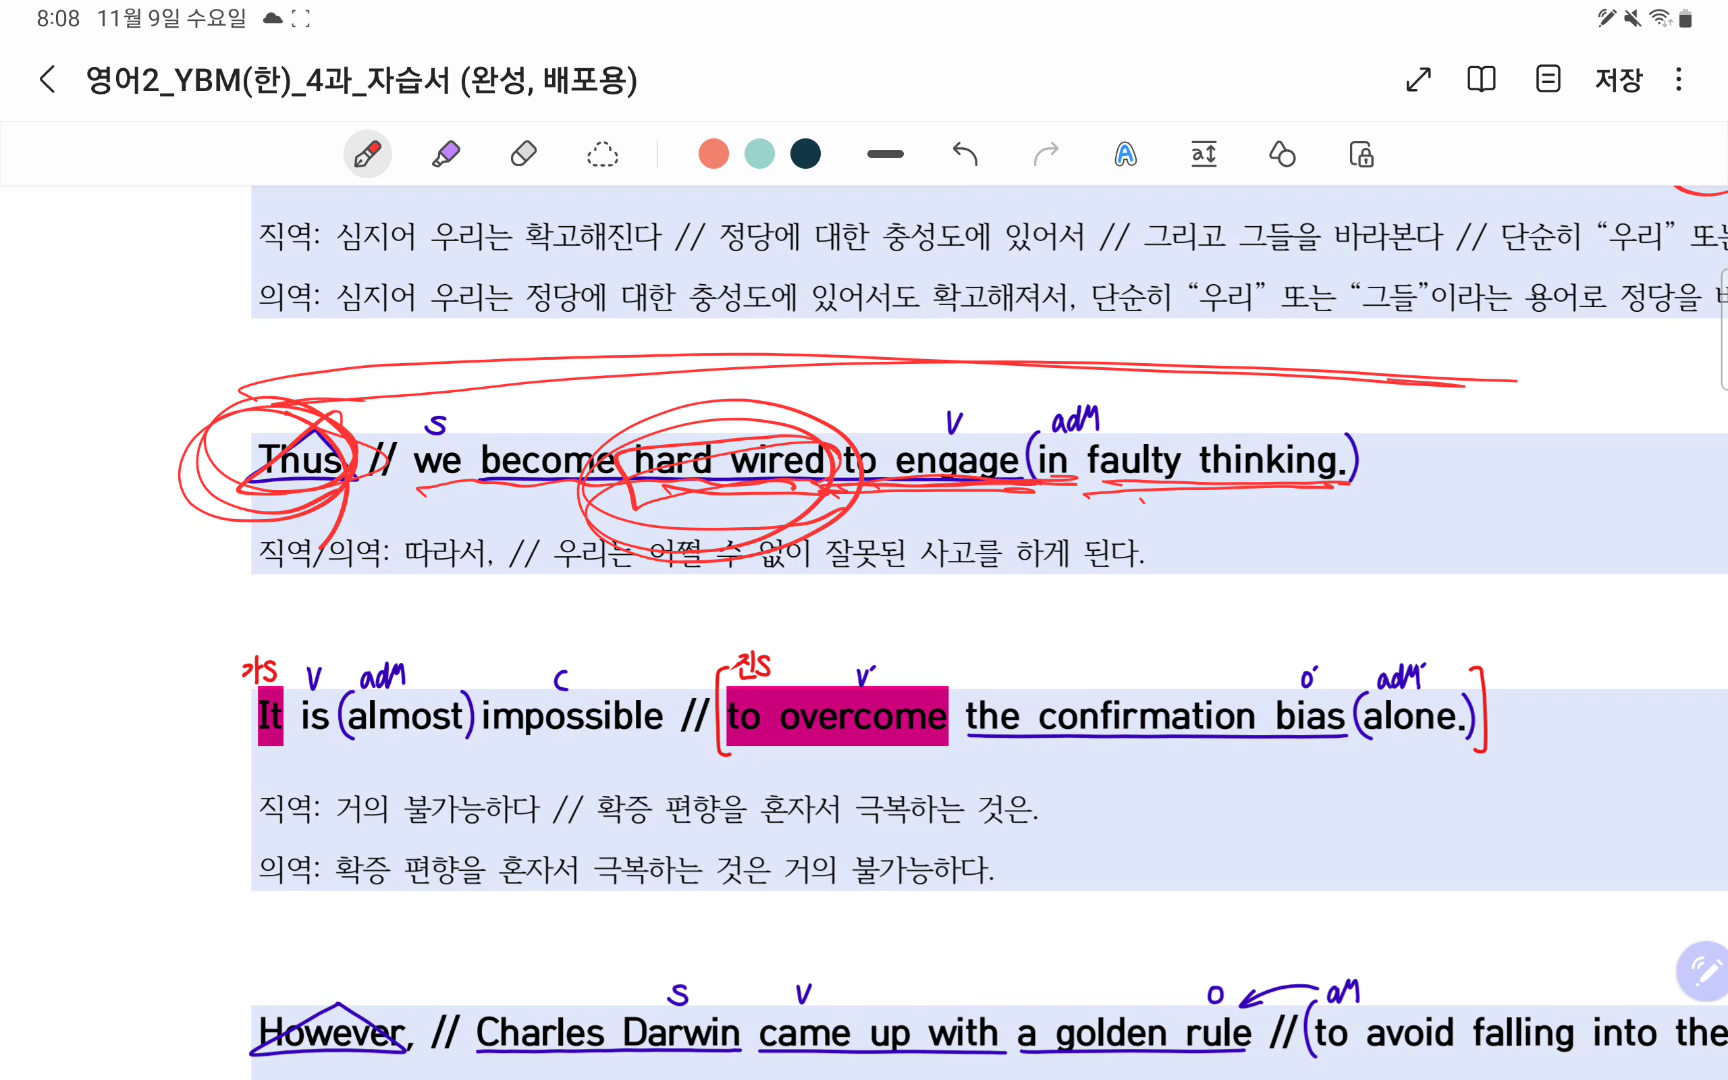 8:08 11월 9일 수요일
영어2_YBM(한)_4과_자습서 (완성, 배포용)
저장
직역: 심지어 우리는 확고해진다 // 정당에 대한 충성도에 있어서 // 그리고 그들을 바라본다 // 단순히 “우리” 또는
의역: 심지어 우리는 정당에 대한 충성도에 있어서도 확고해져서, 단순히 “우리” 또는 “그들”이라는 용어로 정당을
S V adM
Thus // we become hard wired to engage (in faulty thinking.)
직역/의역: 따라서, // 우리는 어쩔 수 없이 잘못된 사고를 하게 된다.
가S V adM C 진S V' O' adM'
It is (almost) impossible // [to overcome the confirmation bias (alone.)]
직역: 거의 불가능하다 // 확증 편향을 혼자서 극복하는 것은.
의역: 확증 편향을 혼자서 극복하는 것은 거의 불가능하다.
S V O aM
However, // Charles Darwin came up with a golden rule // (to avoid falling into the